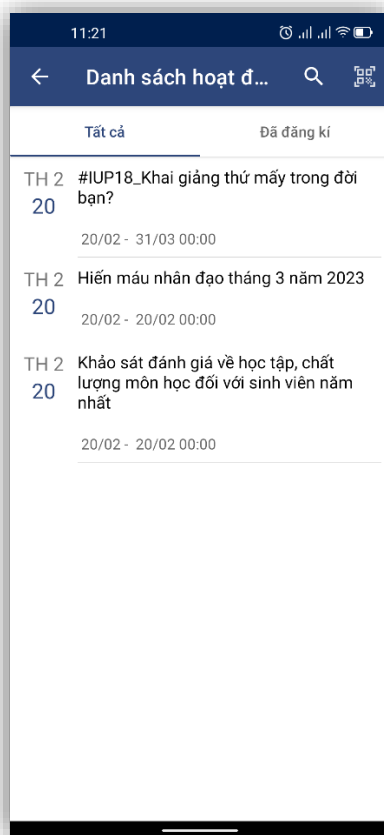 11:21
Danh sách hoạt đ...
Tất cả
Đã đăng kí
TH 2
20
#IUP18_Khai giảng thứ mấy trong đời
bạn?
20/02 - 31/03 00:00
TH 2
20
Hiến máu nhân đạo tháng 3 năm 2023
20/02 - 20/02 00:00
TH 2
20
Khảo sát đánh giá về học tập, chất
lượng môn học đối với sinh viên năm
nhất
20/02 - 20/02 00:00